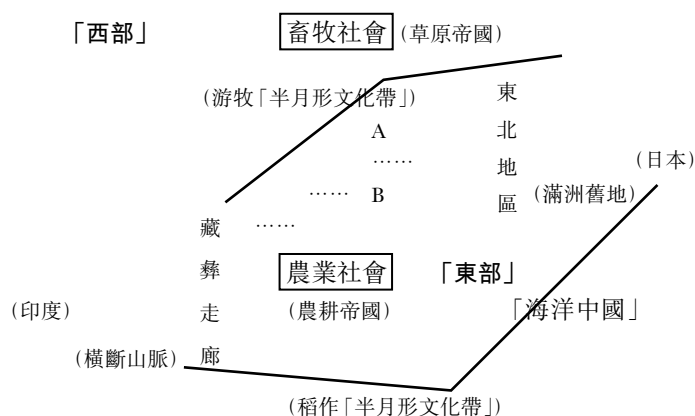 「西部」 畜牧社會 (草原帝國)
(游牧「半月形文化帶」)
東北地區
A
……
(日本)
…… B
(滿洲舊地)
藏彝走廊
……
農業社會 「東部」
(印度) (農耕帝國) 「海洋中國」
(橫斷山脈)
(稻作「半月形文化帶」)